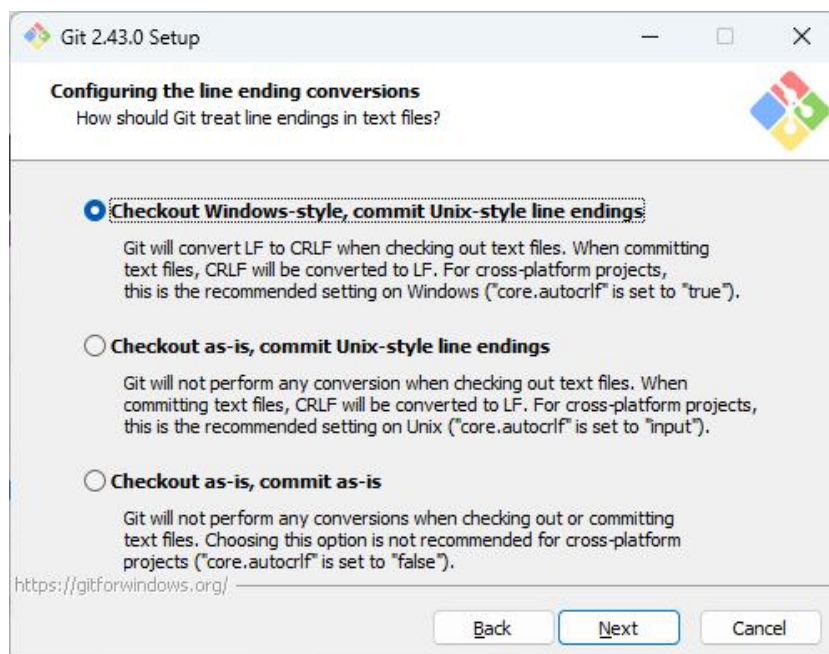 Git 2.43.0 Setup
Configuring the line ending conversions
How should Git treat line endings in text files?
Checkout Windows-style, commit Unix-style line endings
Git will convert LF to CRLF when checking out text files. When committing
text files, CRLF will be converted to LF. For cross-platform projects,
this is the recommended setting on Windows ("core.autocrlf" is set to "true").
Checkout as-is, commit Unix-style line endings
Git will not perform any conversion when checking out text files. When
committing text files, CRLF will be converted to LF. For cross-platform projects,
this is the recommended setting on Unix ("core.autocrlf" is set to "input").
Checkout as-is, commit as-is
Git will not perform any conversions when checking out or committing
text files. Choosing this option is not recommended for cross-platform
projects ("core.autocrlf" is set to "false").
https://gitforwindows.org/
Back Next Cancel